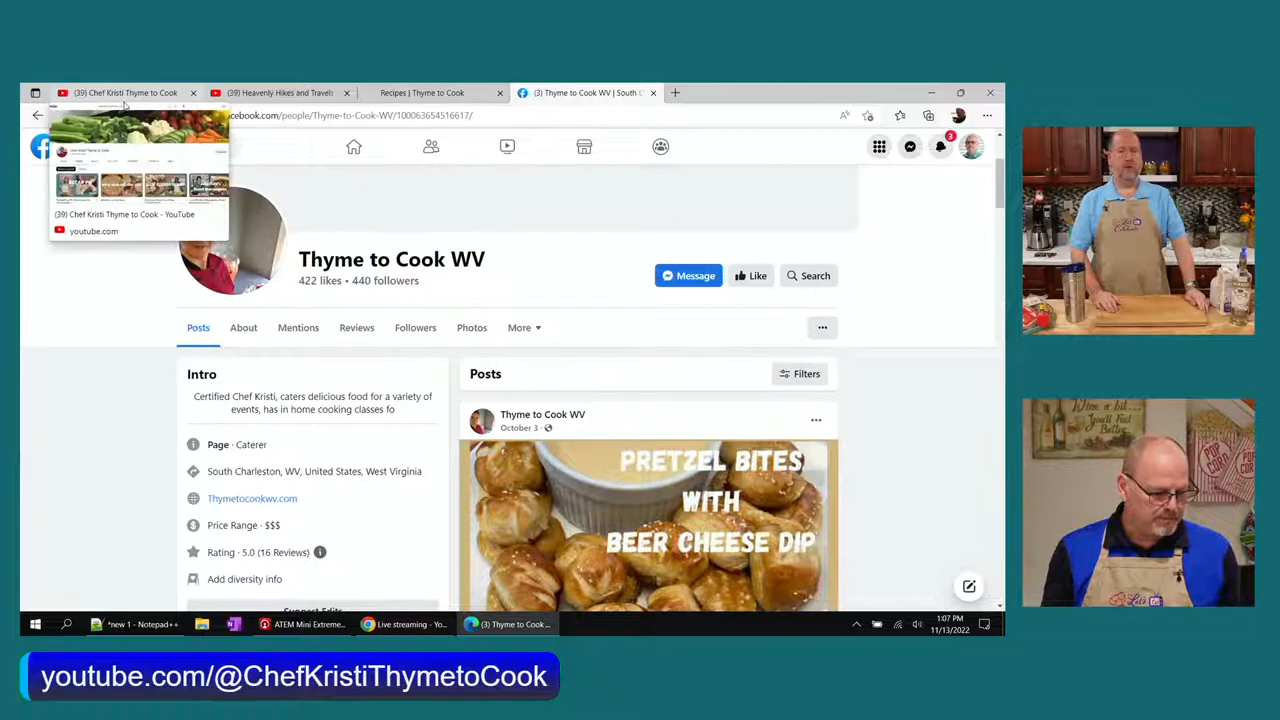 (39) Chef Kristi Thyme to Cook
(39) Heavenly Hikes and Travels
Recipes | Thyme to Cook
(3) Thyme to Cook WV | South C
cebook.com/people/Thyme-to-Cook-WV/100063654516617/
3
(39) Chef Kristi Thyme to Cook - YouTube
youtube.com
Thyme to Cook WV
422 likes • 440 followers
Message
Like
Search
Posts
About
Mentions
Reviews
Followers
Photos
More
Intro
Certified Chef Kristi, caters delicious food for a variety of
events, has in home cooking classes fo
Page · Caterer
South Charleston, WV, United States, West Virginia
Thymetocookwv.com
Price Range · $$$
Rating · 5.0 (16 Reviews)
Add diversity info
Suggest Edits
Posts
Filters
Thyme to Cook WV
October 3 ·
PRETZEL BITES
WITH
BEER CHEESE DIP
*new 1 - Notepad++
ATEM Mini Extreme...
Live streaming - Yo...
(3) Thyme to Cook ...
1:07 PM
11/13/2022
Wine a bit...
you'll Feel
Better
POP
CORN
youtube.com/@ChefKristiThymetoCook